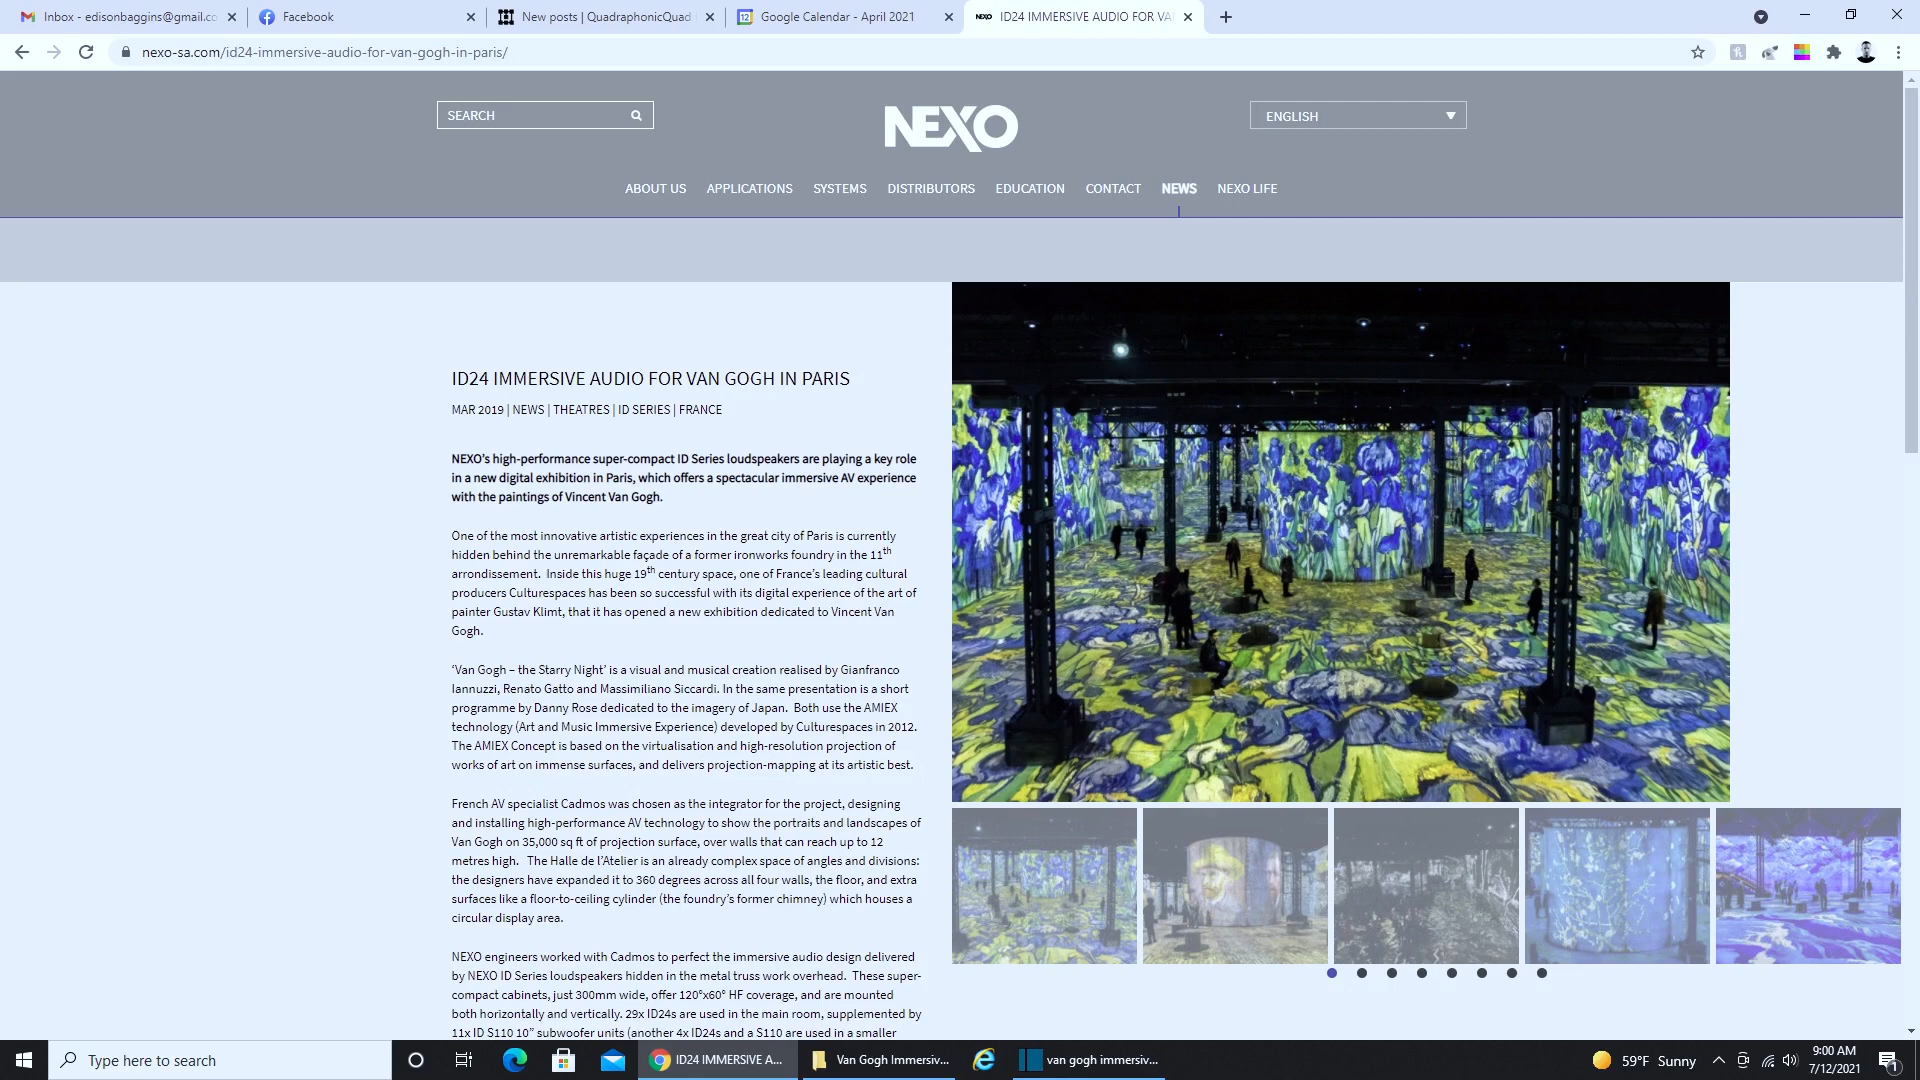 Inbox - edisonbaggins@gmail.co
Facebook
New posts | QuadraphonicQuad
Google Calendar - April 2021
ID24 IMMERSIVE AUDIO FOR VA
nexo-sa.com/id24-immersive-audio-for-van-gogh-in-paris/
SEARCH
NEXO
ENGLISH
ABOUT US APPLICATIONS SYSTEMS DISTRIBUTORS EDUCATION CONTACT NEWS NEXO LIFE
ID24 IMMERSIVE AUDIO FOR VAN GOGH IN PARIS
MAR 2019 | NEWS | THEATRES | ID SERIES | FRANCE
NEXO's high-performance super-compact ID Series loudspeakers are playing a key role
in a new digital exhibition in Paris, which offers a spectacular immersive AV experience
with the paintings of Vincent Van Gogh.
One of the most innovative artistic experiences in the great city of Paris is currently
hidden behind the unremarkable façade of a former ironworks foundry in the 11th
arrondissement. Inside this huge 19th century space, one of France's leading cultural
producers Culturespaces has been so successful with its digital experience of the art of
painter Gustav Klimt, that it has opened a new exhibition dedicated to Vincent Van
Gogh.
‘Van Gogh – the Starry Night’ is a visual and musical creation realised by Gianfranco
Iannuzzi, Renato Gatto and Massimiliano Siccardi. In the same presentation is a short
programme by Danny Rose dedicated to the imagery of Japan. Both use the AMIEX
technology (Art and Music Immersive Experience) developed by Culturespaces in 2012.
The AMIEX Concept is based on the virtualisation and high-resolution projection of
works of art on immense surfaces, and delivers projection-mapping at its artistic best.
French AV specialist Cadmos was chosen as the integrator for the project, designing
and installing high-performance AV technology to show the portraits and landscapes of
Van Gogh on 35,000 sq ft of projection surface, over walls that can reach up to 12
metres high. The Halle de l'Atelier is an already complex space of angles and divisions:
the designers have expanded it to 360 degrees across all four walls, the floor, and extra
surfaces like a floor-to-ceiling cylinder (the foundry's former chimney) which houses a
circular display area.
NEXO engineers worked with Cadmos to perfect the immersive audio design delivered
by NEXO ID Series loudspeakers hidden in the metal truss work overhead. These super-
compact cabinets, just 300mm wide, offer 120°x60° HF coverage, and are mounted
both horizontally and vertically. 29x ID24s are used in the main room, supplemented by
11x ID S110 10” subwoofer units (another 4x ID24s and a S110 are used in a smaller
Type here to search
ID24 IMMERSIVE A...
Van Gogh Immersiv...
van gogh immersiv...
59°F Sunny
9:00 AM
7/12/2021
1